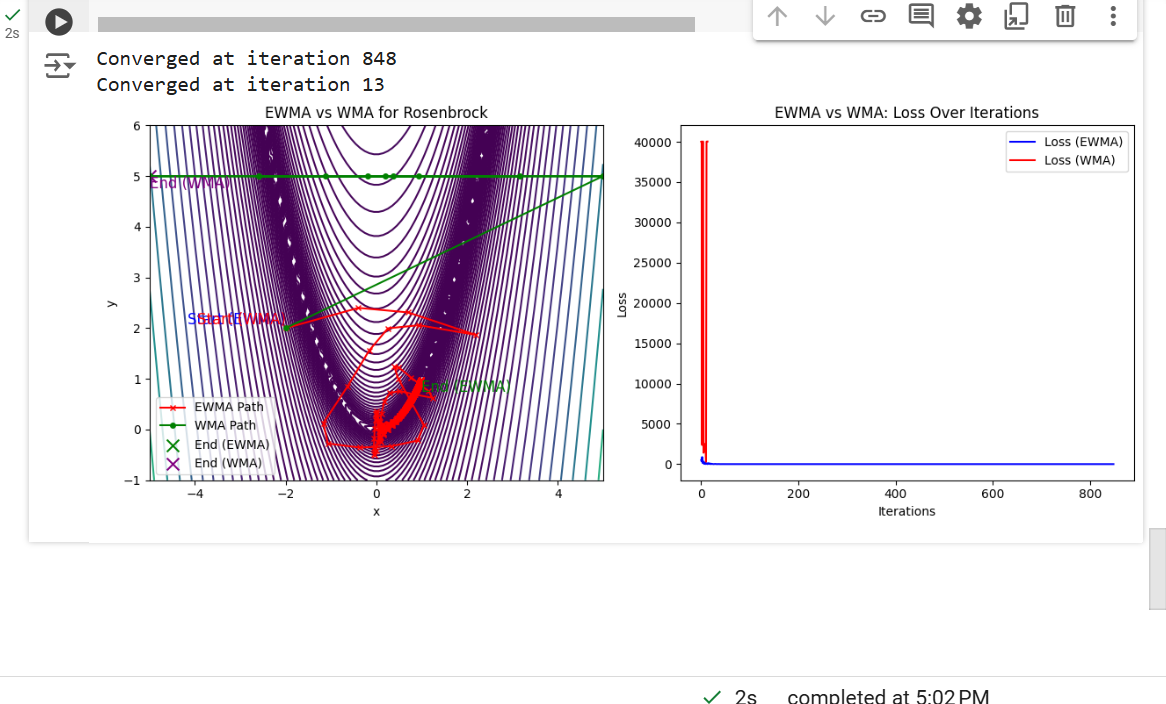 2s
Converged at iteration 848
Converged at iteration 13
EWMA vs WMA for Rosenbrock
6
5
4
3
2
1
0
−1
y
−4
−2
0
2
4
x
End (WMA)
End (EWMA)
EWMA Path
WMA Path
End (EWMA)
End (WMA)
EWMA vs WMA: Loss Over Iterations
Loss (EWMA)
Loss (WMA)
40000
35000
30000
25000
20000
15000
10000
5000
0
Loss
0
200
400
600
800
Iterations
2s completed at 5:02 PM